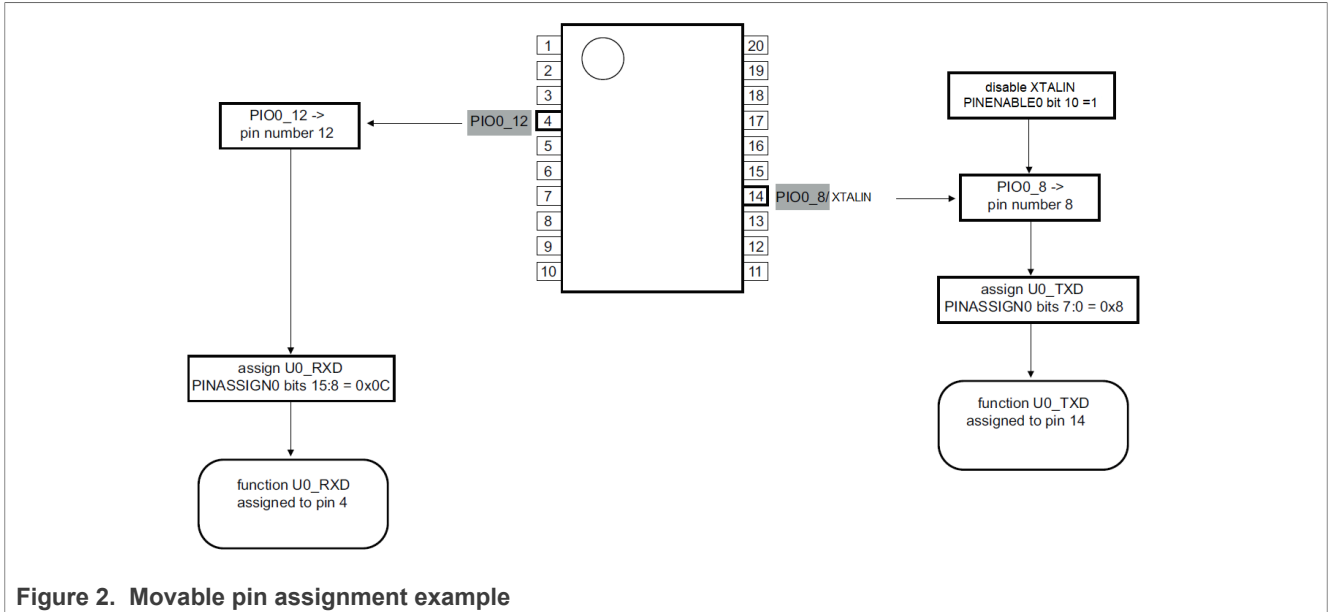 1
2
3
4
5
6
7
8
9
10
20
19
18
17
16
15
14
13
12
11
PIO0_12
PIO0_12 ->
pin number 12
assign U0_RXD
PINASSIGN0 bits 15:8 = 0x0C
function U0_RXD
assigned to pin 4
PIO0_8/ XTALIN
disable XTALIN
PINENABLE0 bit 10 =1
PIO0_8 ->
pin number 8
assign U0_TXD
PINASSIGN0 bits 7:0 = 0x8
function U0_TXD
assigned to pin 14
Figure 2. Movable pin assignment example